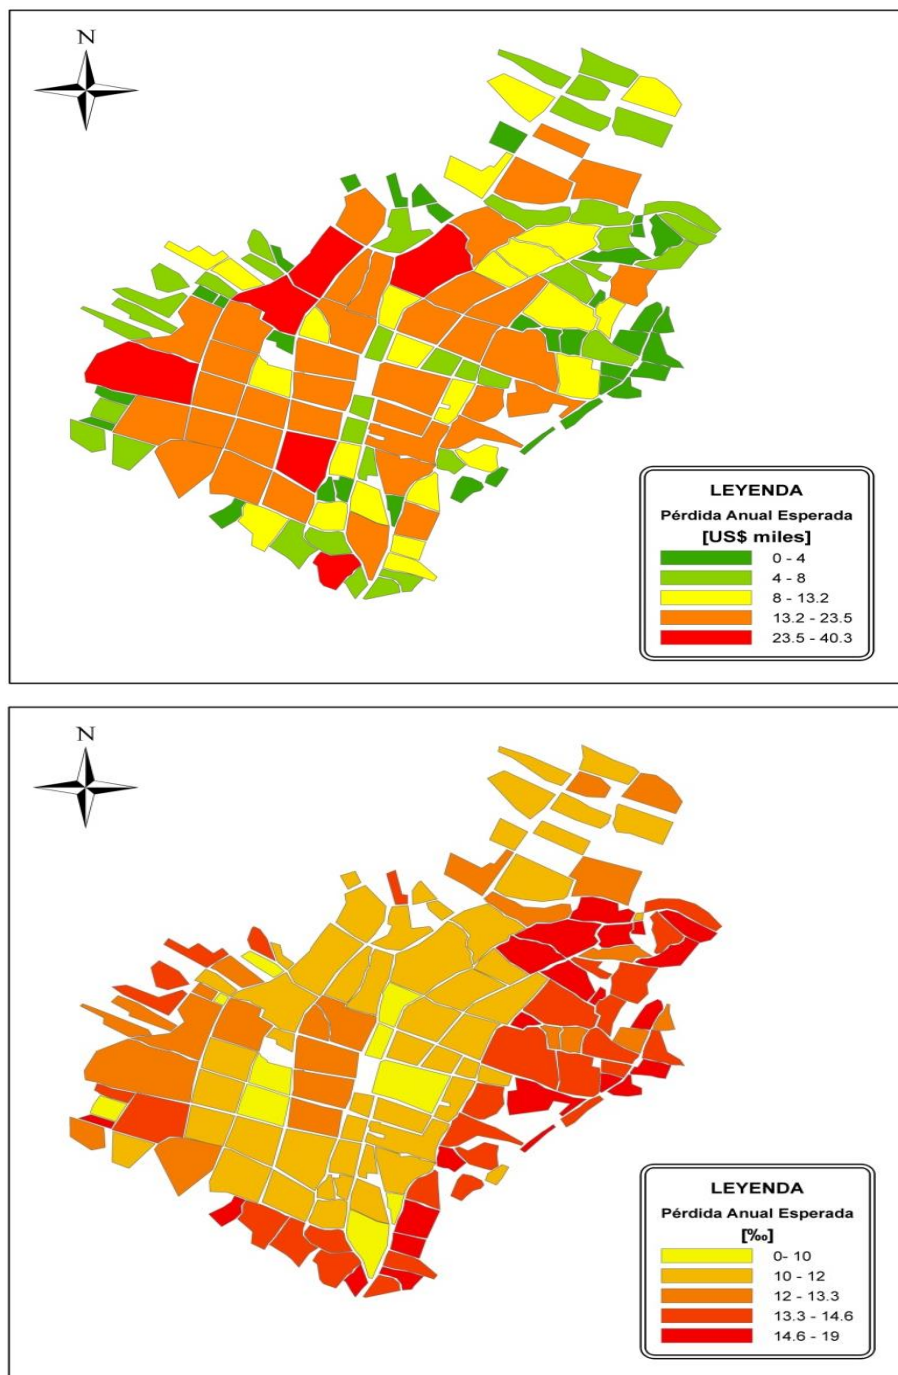 N
LEYENDA
Pérdida Anual Esperada
[US$ miles]
0 - 4
4 - 8
8 - 13.2
13.2 - 23.5
23.5 - 40.3
N
LEYENDA
Pérdida Anual Esperada
[‰]
0- 10
10 - 12
12 - 13.3
13.3 - 14.6
14.6 - 19